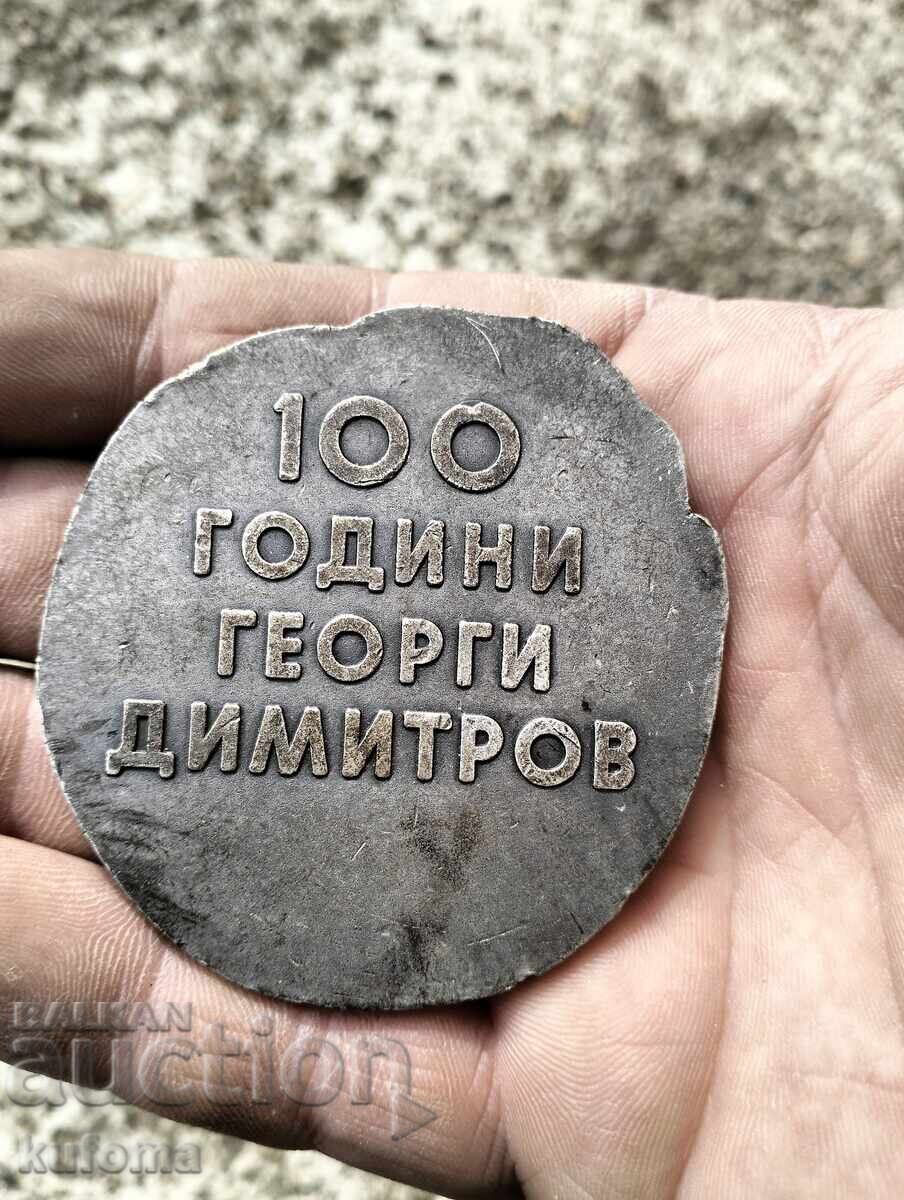 100
ГОДИНИ
ГЕОРГИ
ДИМИТРОВ
BALKAN
auction
kufoma